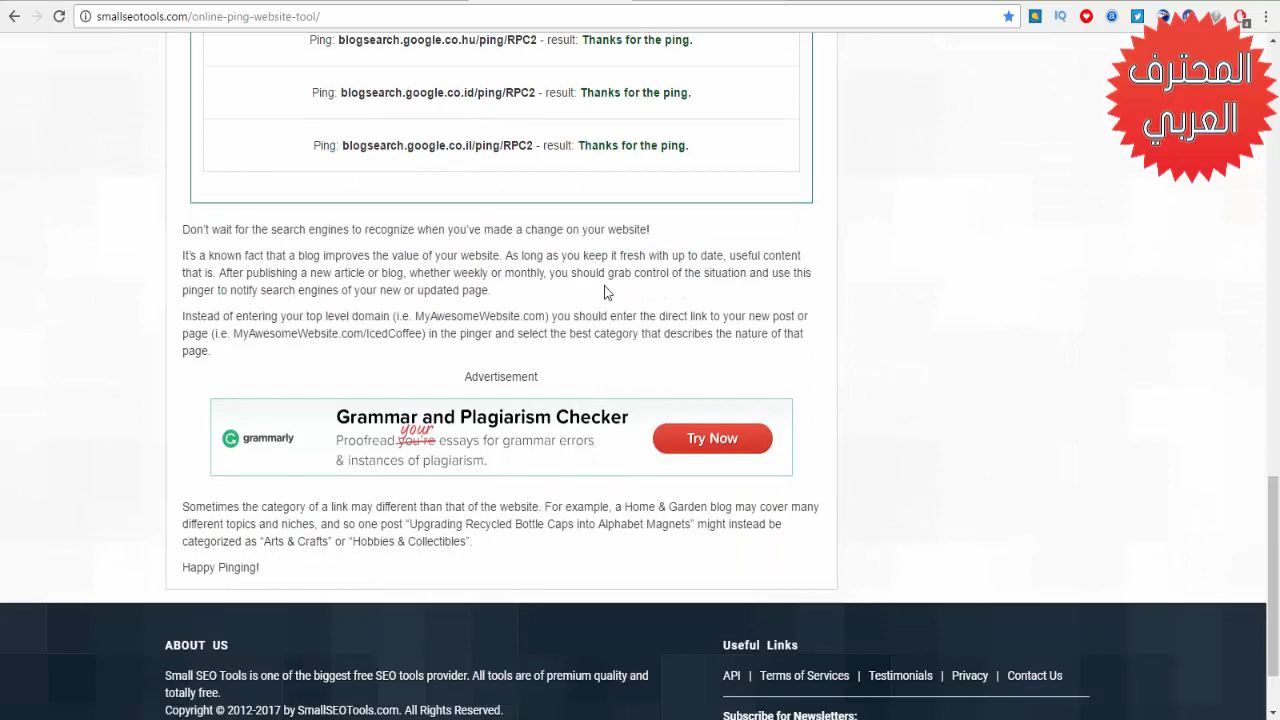 smallseotools.com/online-ping-website-tool/
المحترف
العربي
Ping: blogsearch.google.co.hu/ping/RPC2 - result: Thanks for the ping.
Ping: blogsearch.google.co.id/ping/RPC2 - result: Thanks for the ping.
Ping: blogsearch.google.co.il/ping/RPC2 - result: Thanks for the ping.
Don't wait for the search engines to recognize when you've made a change on your website!
It's a known fact that a blog improves the value of your website. As long as you keep it fresh with up to date, useful content
that is. After publishing a new article or blog, whether weekly or monthly, you should grab control of the situation and use this
pinger to notify search engines of your new or updated page.
Instead of entering your top level domain (i.e. MyAwesomeWebsite.com) you should enter the direct link to your new post or
page (i.e. MyAwesomeWebsite.com/IcedCoffee) in the pinger and select the best category that describes the nature of that
page.
Advertisement
grammarly
Grammar and Plagiarism Checker
your
Proofread you're essays for grammar errors
& instances of plagiarism.
Try Now
Sometimes the category of a link may different than that of the website. For example, a Home & Garden blog may cover many
different topics and niches, and so one post “Upgrading Recycled Bottle Caps into Alphabet Magnets” might instead be
categorized as “Arts & Crafts” or “Hobbies & Collectibles”.
Happy Pinging!
ABOUT US
Small SEO Tools is one of the biggest free SEO tools provider. All tools are of premium quality and
totally free.
Copyright © 2012-2017 by SmallSEOTools.com. All Rights Reserved.
Useful Links
API | Terms of Services | Testimonials | Privacy | Contact Us
Subscribe for Newsletters: